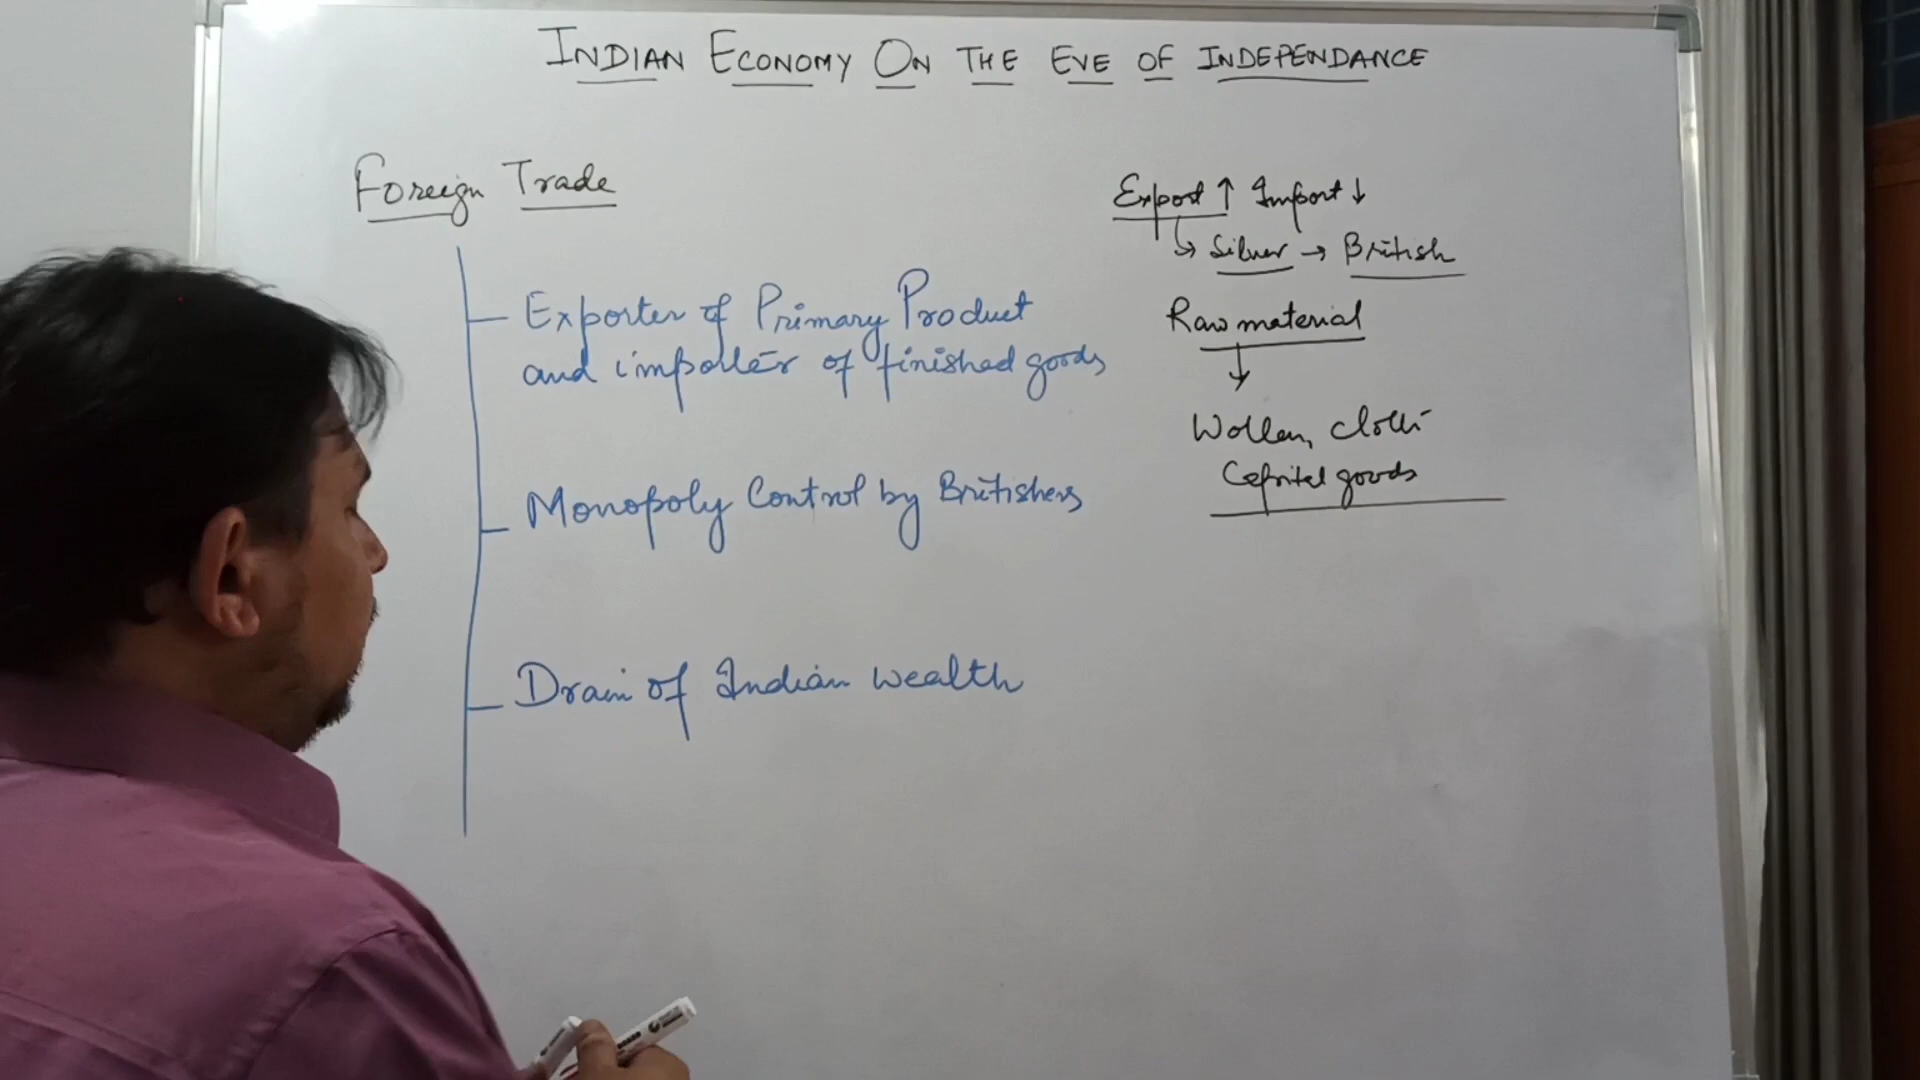 INDIAN ECONOMY ON THE EVE OF INDEPENDANCE
Foreign Trade
Exporter of Primary Product
and importer of finished goods
Monopoly Control by Britishers
Drain of Indian wealth
Export ↑ Import ↓
↳ Silver → British
Raw material
↓
Wollen, cloth
Capital goods